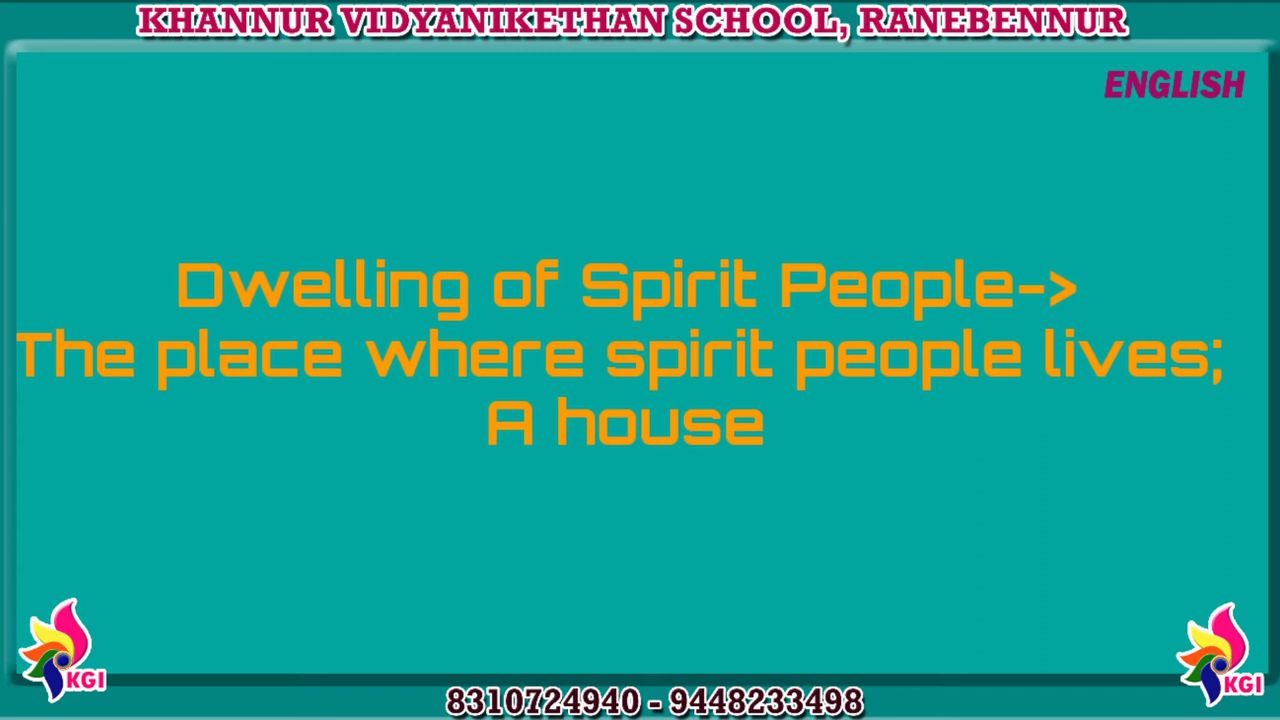 KHANNUR VIDYANIKETHAN SCHOOL, RANEBENNUR
ENGLISH
Dwelling of Spirit People->
The place where spirit people lives;
A house
KGI
KGI
8310724940 - 9448233498